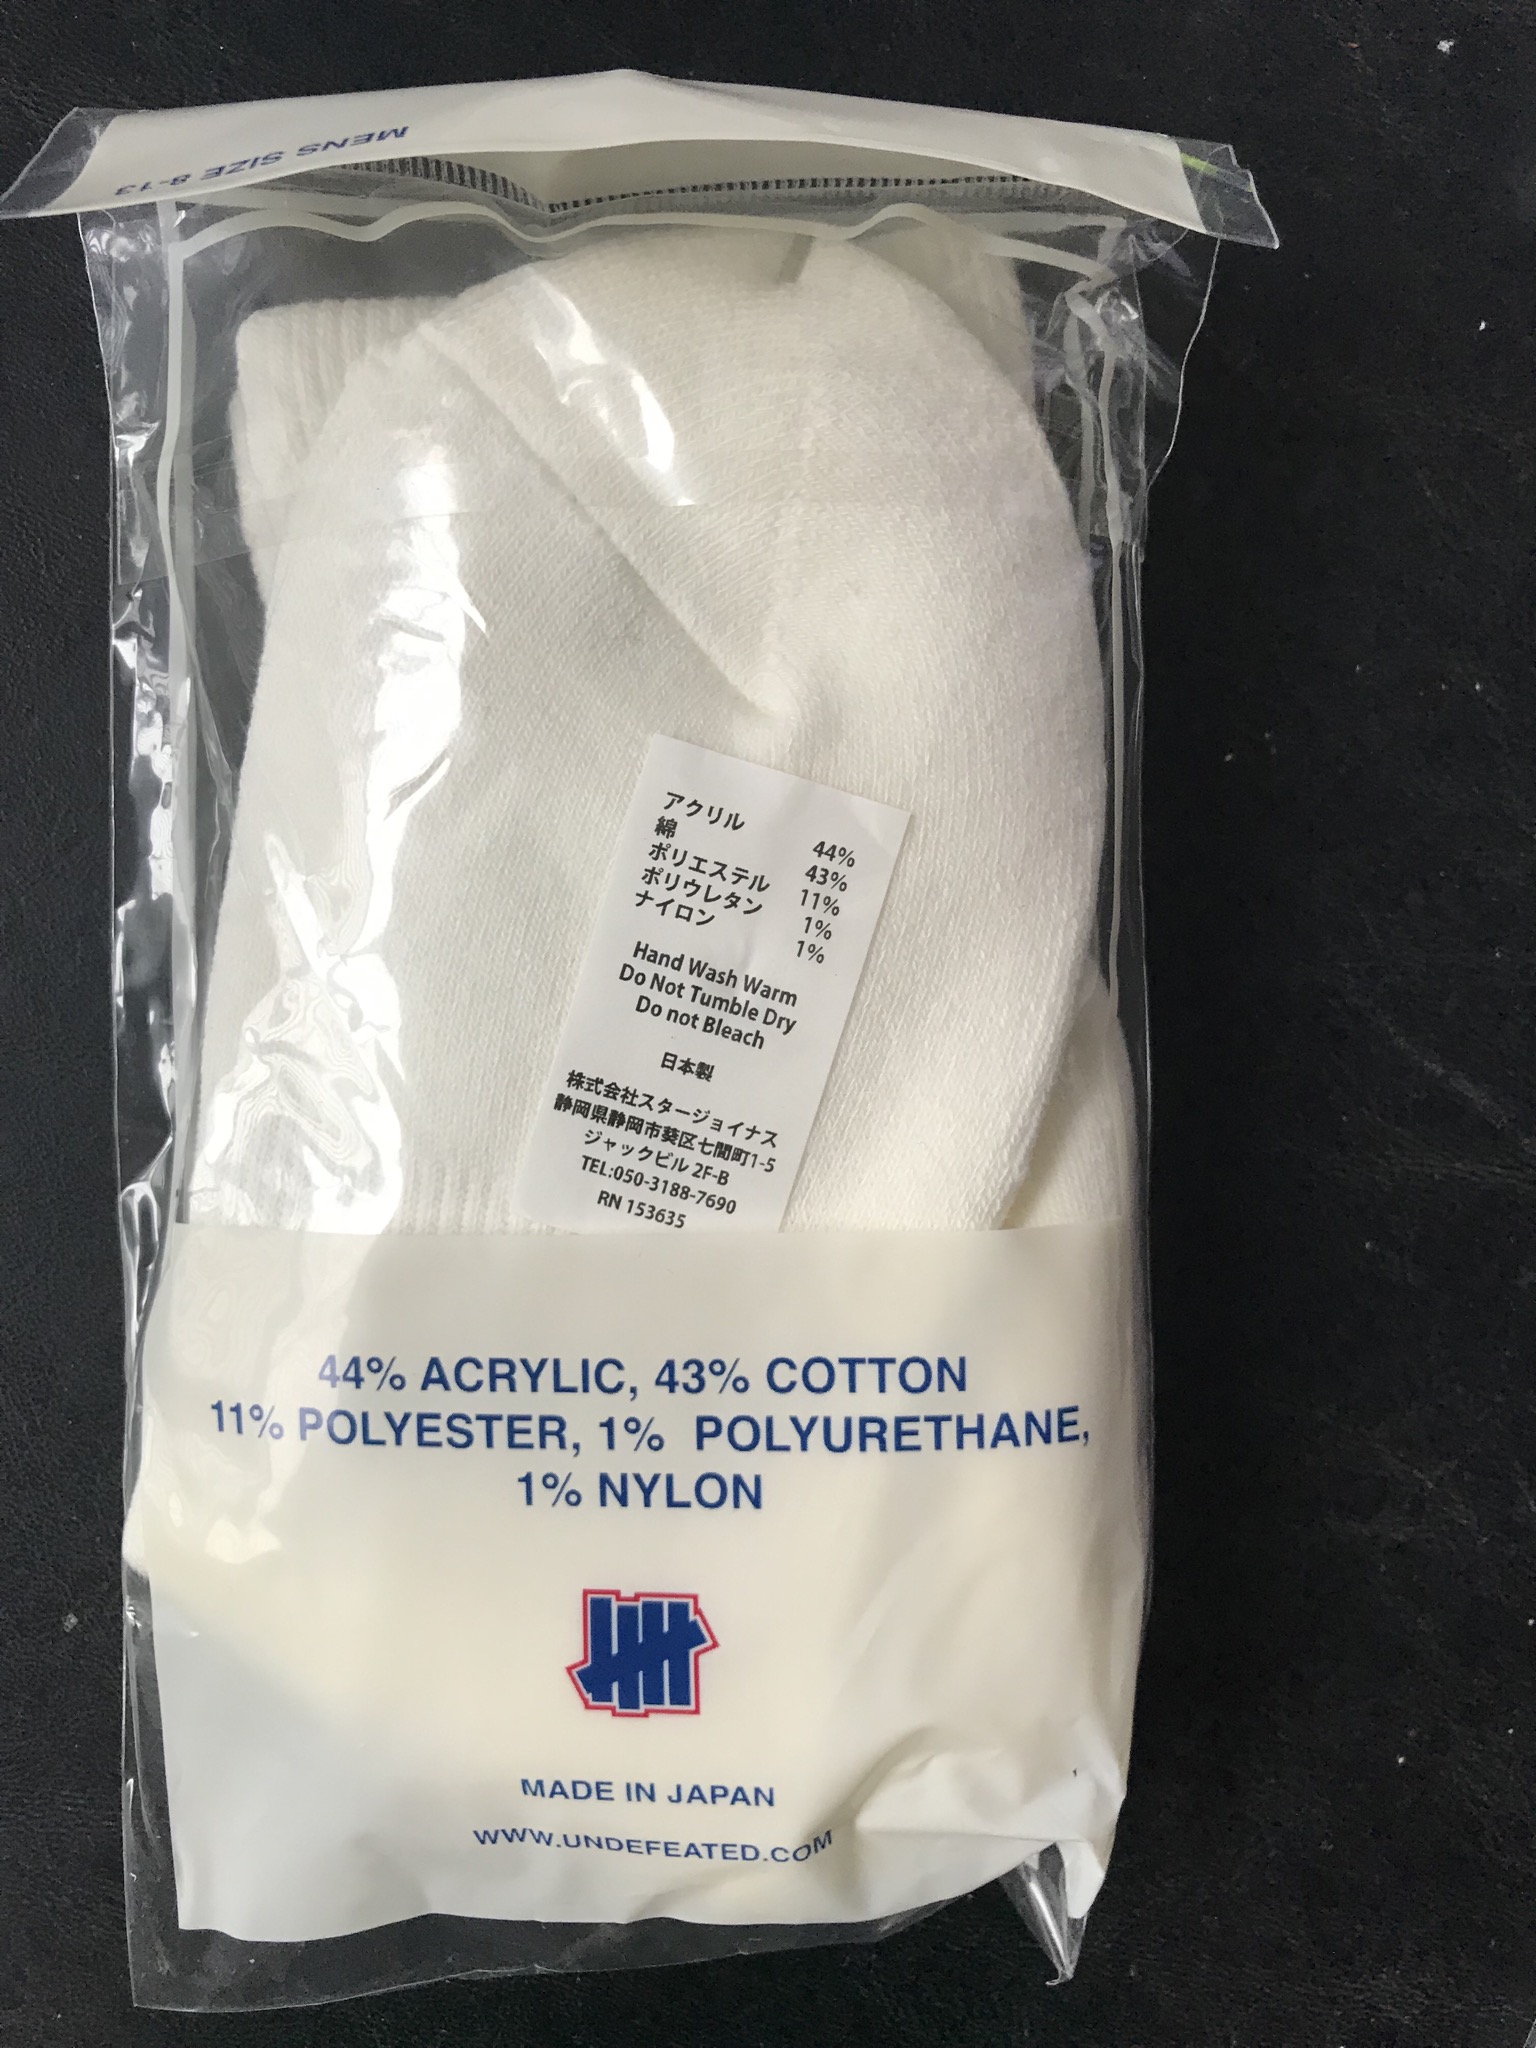 MENS SIZE 8-13
アクリル 44%
綿 43%
ポリエステル 11%
ポリウレタン 1%
ナイロン 1%
Hand Wash Warm
Do Not Tumble Dry
Do not Bleach
日本製
株式会社スタージョイナス
静岡県静岡市葵区七間町1-5
ジャックビル 2F-B
TEL:050-3188-7690
RN 153635
44% ACRYLIC, 43% COTTON
11% POLYESTER, 1% POLYURETHANE,
1% NYLON
MADE IN JAPAN
WWW.UNDEFEATED.COM